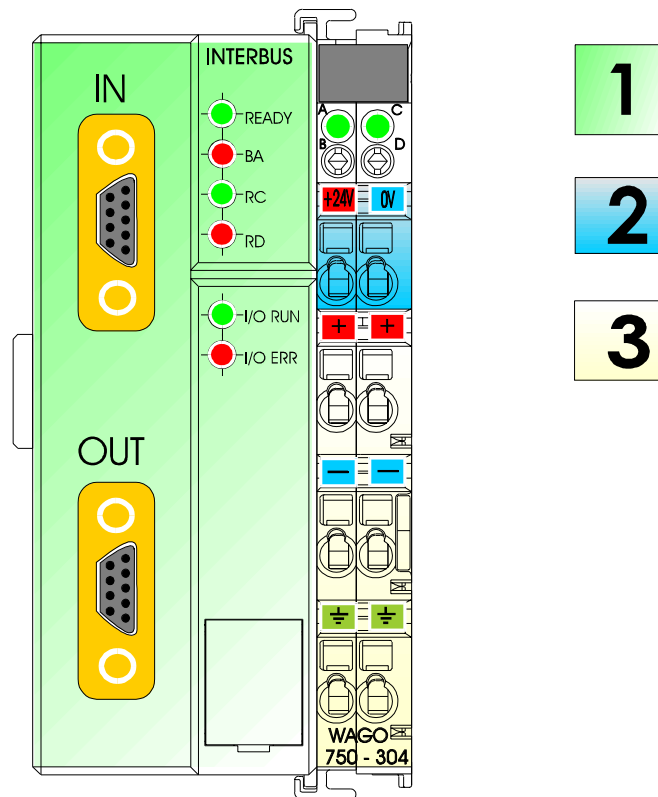 INTERBUS
IN
READY
BA
RC
RD
I/O RUN
I/O ERR
OUT
A C
B D
+24V 0V
+ +
— —
WAGO
750 - 304
1
2
3